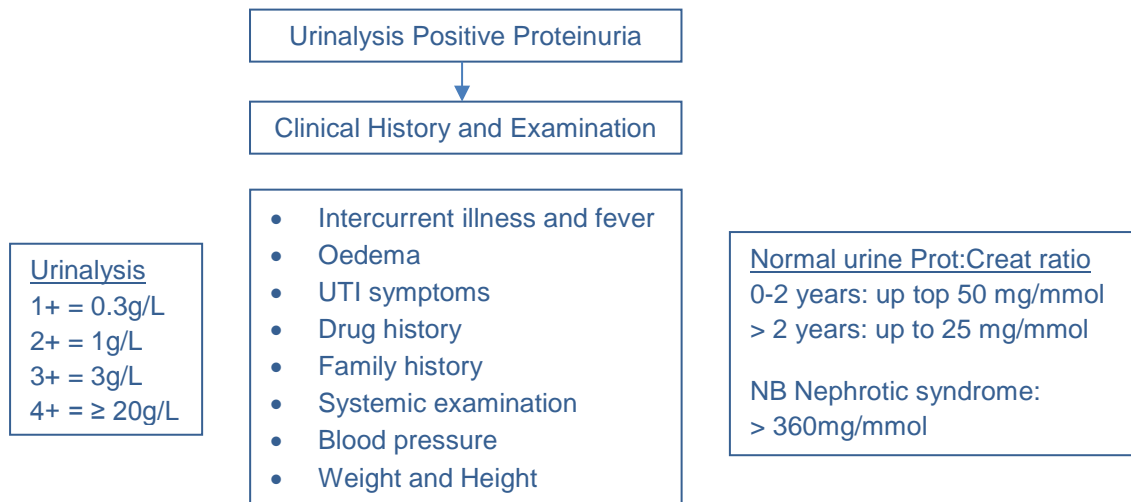 Urinalysis Positive Proteinuria
Clinical History and Examination
• Intercurrent illness and fever
• Oedema
• UTI symptoms
• Drug history
• Family history
• Systemic examination
• Blood pressure
• Weight and Height
Urinalysis
1+ = 0.3g/L
2+ = 1g/L
3+ = 3g/L
4+ = ≥ 20g/L
Normal urine Prot:Creat ratio
0-2 years: up top 50 mg/mmol
> 2 years: up to 25 mg/mmol
NB Nephrotic syndrome:
> 360mg/mmol